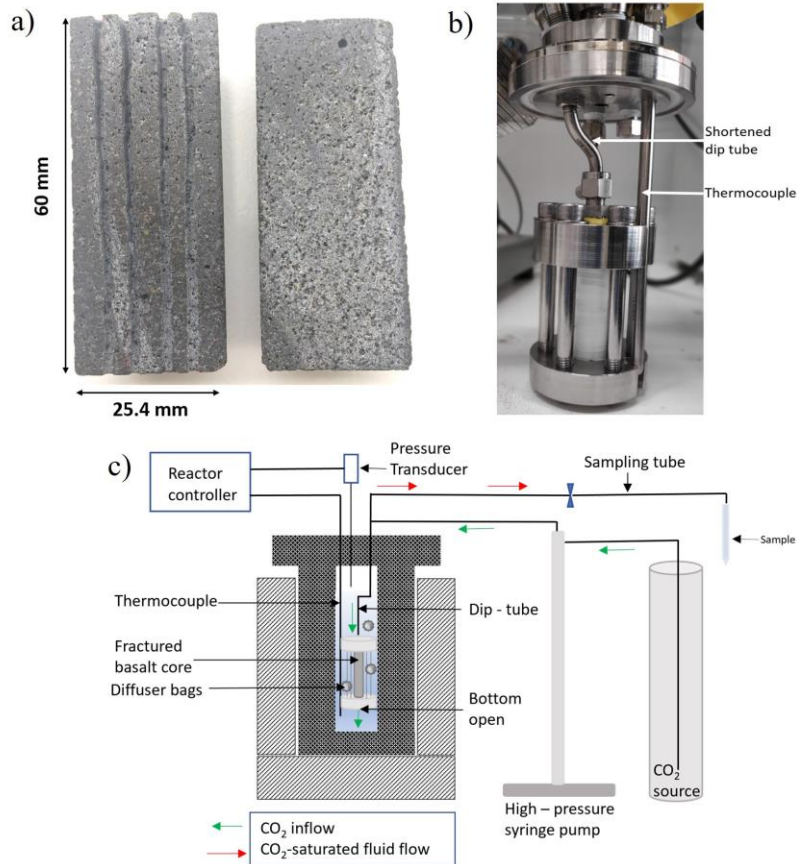 a)
60 mm
25.4 mm
b)
Shortened
dip tube
Thermocouple
c)
Reactor
controller
Pressure
Transducer
Sampling tube
Sample
Thermocouple
Dip - tube
Fractured
basalt core
Diffuser bags
Bottom
open
CO₂
source
High – pressure
syringe pump
CO₂ inflow
CO₂-saturated fluid flow